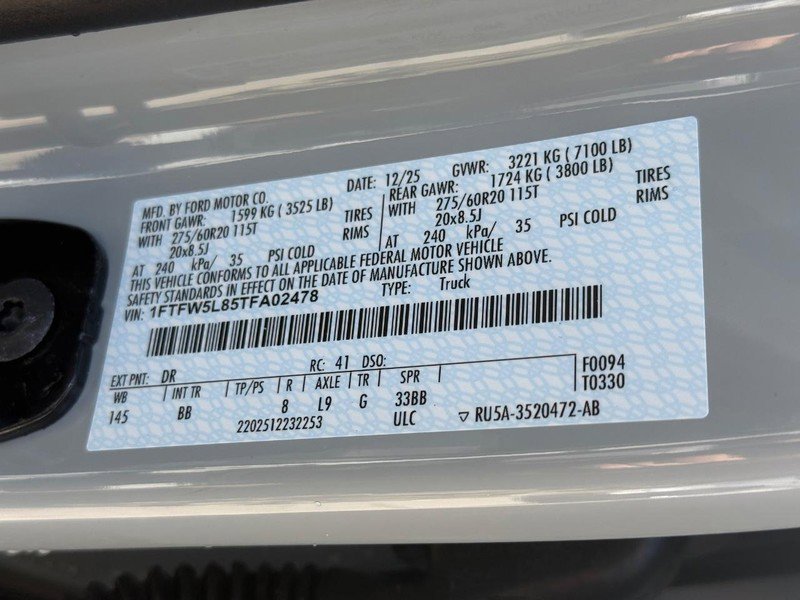 MFD. BY FORD MOTOR CO. DATE: 12/25 GVWR: 3221 KG ( 7100 LB)
FRONT GAWR: 1599 KG ( 3525 LB) REAR GAWR: 1724 KG ( 3800 LB)
WITH 275/60R20 115T TIRES WITH 275/60R20 115T TIRES
20x8.5J RIMS 20x8.5J RIMS
AT 240 kPa/ 35 PSI COLD AT 240 kPa/ 35 PSI COLD
THIS VEHICLE CONFORMS TO ALL APPLICABLE FEDERAL MOTOR VEHICLE
SAFETY STANDARDS IN EFFECT ON THE DATE OF MANUFACTURE SHOWN ABOVE.
VIN: 1FTFW5L85TFA02478 TYPE: Truck
EXT PNT: DR RC: 41 DSO: F0094
WB INT TR TP/PS R AXLE TR SPR T0330
145 BB 8 L9 G 33BB
2202512232253 ULC ▽ RU5A-3520472-AB